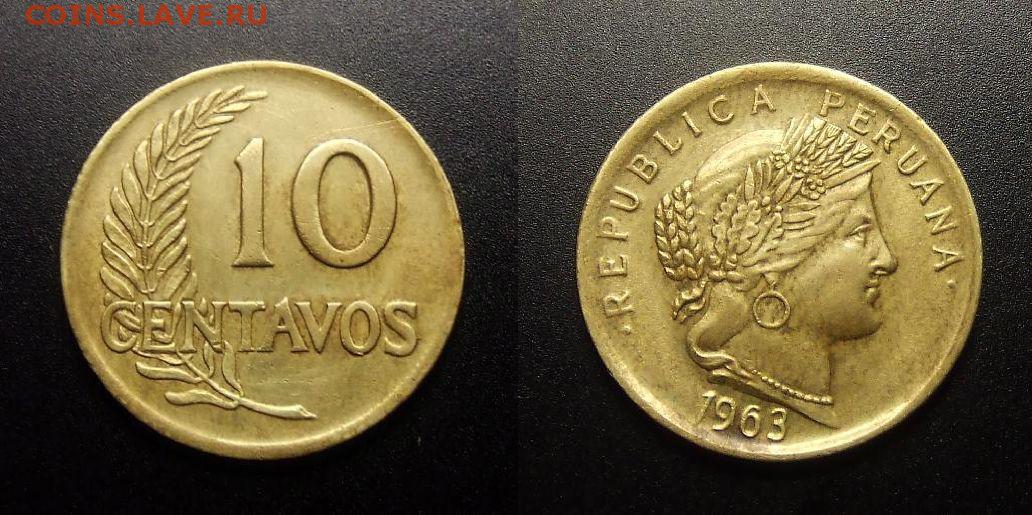 COINS.LAVE.RU
10
CENTAVOS
·REPUBLICA PERUANA·
1963